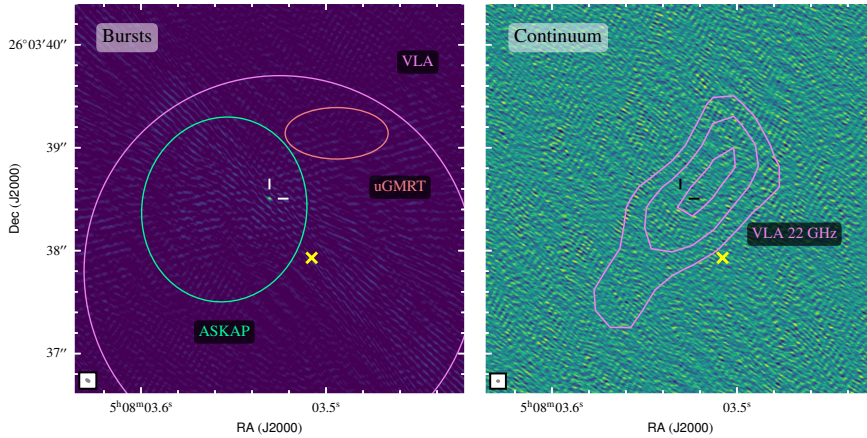 Bursts
VLA
uGMRT
ASKAP
26°03′40″
39″
38″
37″
Dec (J2000)
5ʰ08ᵐ03.6ˢ
03.5ˢ
RA (J2000)
Continuum
VLA 22 GHz
5ʰ08ᵐ03.6ˢ
03.5ˢ
RA (J2000)